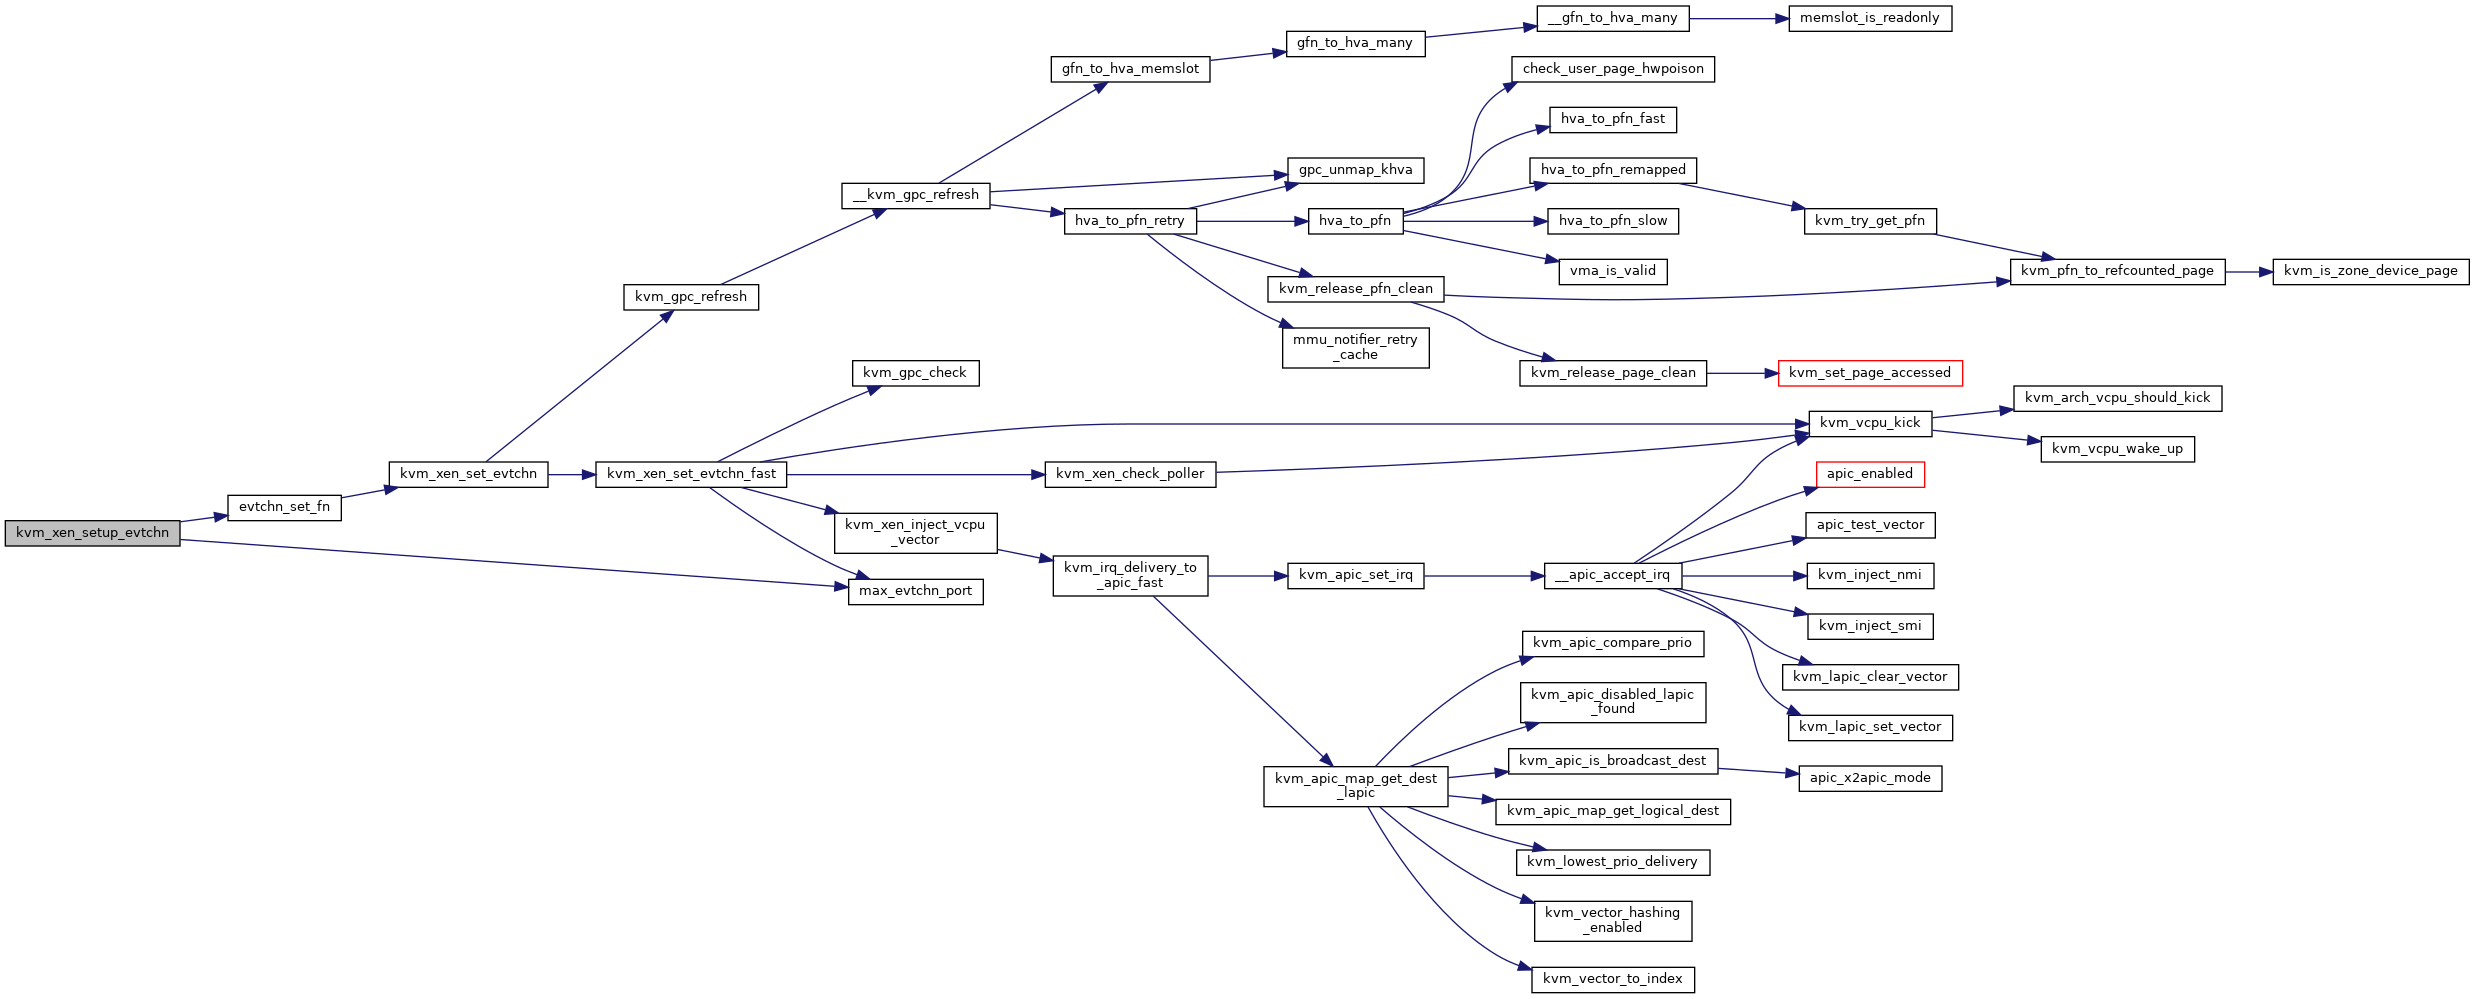 kvm_xen_setup_evtchn
evtchn_set_fn
kvm_xen_set_evtchn
kvm_gpc_refresh
__kvm_gpc_refresh
gfn_to_hva_memslot
gfn_to_hva_many
__gfn_to_hva_many
memslot_is_readonly
gpc_unmap_khva
hva_to_pfn_retry
hva_to_pfn
check_user_page_hwpoison
hva_to_pfn_fast
hva_to_pfn_remapped
kvm_try_get_pfn
kvm_pfn_to_refcounted_page
kvm_is_zone_device_page
hva_to_pfn_slow
vma_is_valid
kvm_release_pfn_clean
kvm_release_page_clean
kvm_set_page_accessed
mmu_notifier_retry
_cache
kvm_xen_set_evtchn_fast
kvm_gpc_check
kvm_vcpu_kick
kvm_arch_vcpu_should_kick
kvm_vcpu_wake_up
kvm_xen_check_poller
kvm_xen_inject_vcpu
_vector
kvm_irq_delivery_to
_apic_fast
kvm_apic_set_irq
__apic_accept_irq
apic_enabled
apic_test_vector
kvm_inject_nmi
kvm_inject_smi
kvm_lapic_clear_vector
kvm_lapic_set_vector
kvm_apic_map_get_dest
_lapic
kvm_apic_compare_prio
kvm_apic_disabled_lapic
_found
kvm_apic_is_broadcast_dest
apic_x2apic_mode
kvm_apic_map_get_logical_dest
kvm_lowest_prio_delivery
kvm_vector_hashing
_enabled
kvm_vector_to_index
max_evtchn_port